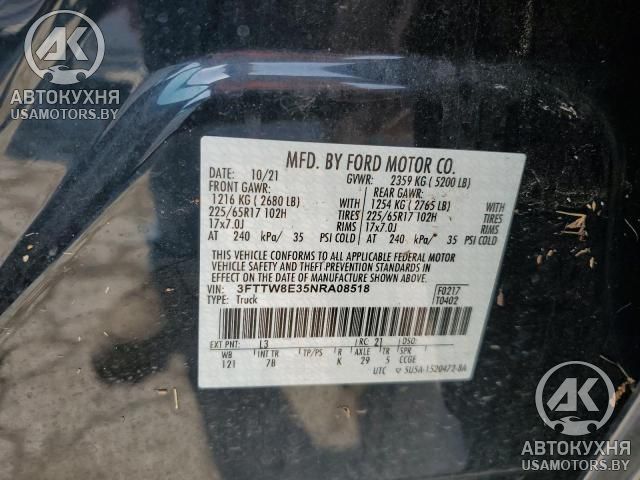 AK
АВТОКУХНЯ
USAMOTORS.BY
MFD. BY FORD MOTOR CO.
DATE: 10/21 GVWR: 2359 KG ( 5200 LB)
FRONT GAWR: REAR GAWR:
1216 KG ( 2680 LB) WITH 1254 KG ( 2765 LB) WITH
225/65R17 102H TIRES 225/65R17 102H TIRES
17x7.0J RIMS 17x7.0J RIMS
AT 240 kPa/ 35 PSI COLD AT 240 kPa/ 35 PSI COLD
THIS VEHICLE CONFORMS TO ALL APPLICABLE FEDERAL MOTOR
VEHICLE SAFETY AND THEFT PREVENTION STANDARDS IN
EFFECT ON THE DATE OF MANUFACTURE SHOWN ABOVE.
VIN: 3FTTW8E35NRA08518 F0217
TYPE: Truck T0402
EXT PNT: L3 RC: 21 DSO:
WB INT TR TP/PS R AXLE TR SPR
121 7B K 29 5 CCGE
UTC 5U5A-1520472-BA
AK
АВТОКУХНЯ
USAMOTORS.BY